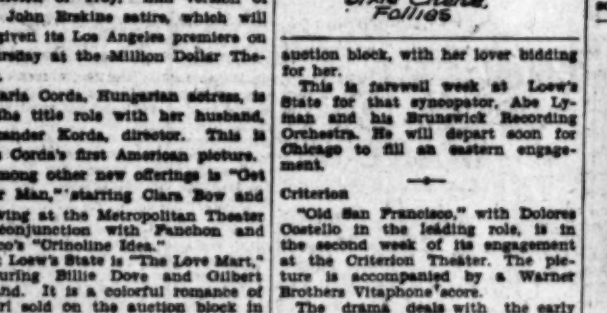 John Erskine satire, which will
given its Los Angeles premiere on
at the Million Dollar The-
Maria Corda, Hungarian actress, is
the title role with her husband,
Alexander Korda, director. This is
Corda's first American picture.
Among other new offerings is "Get
Man," starring Clara Bow and
at the Metropolitan Theater
conjunction with Fanchon and
"Crinoline Idea."
Loew's State is "The Love Mart,"
Billie Dove and Gilbert
It is a colorful romance of
sold on the auction block in
Follies
auction block, with her lover bidding
for her.
This is farewell week at Loew's
State for that syncopator, Abe Ly-
man and his Brunswick Recording
Orchestra. He will depart soon for
Chicago to fill an eastern engage-
ment.
Criterion
"Old San Francisco," with Dolores
Costello in the leading role, is in
the second week of its engagement
at the Criterion Theater. The pic-
ture is accompanied by a Warner
Brothers Vitaphone score.
The drama deals with the early